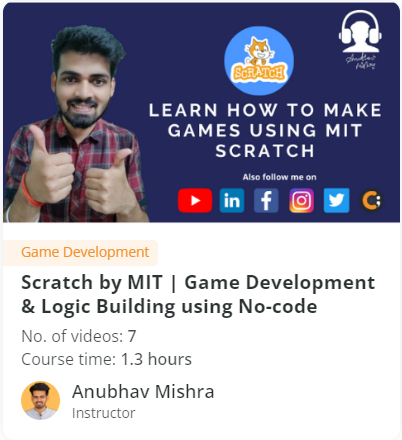 SCRATCH
LEARN HOW TO MAKE
GAMES USING MIT
SCRATCH
Also follow me on
in
f
Game Development
Scratch by MIT | Game Development
& Logic Building using No-code
No. of videos: 7
Course time: 1.3 hours
Anubhav Mishra
Instructor